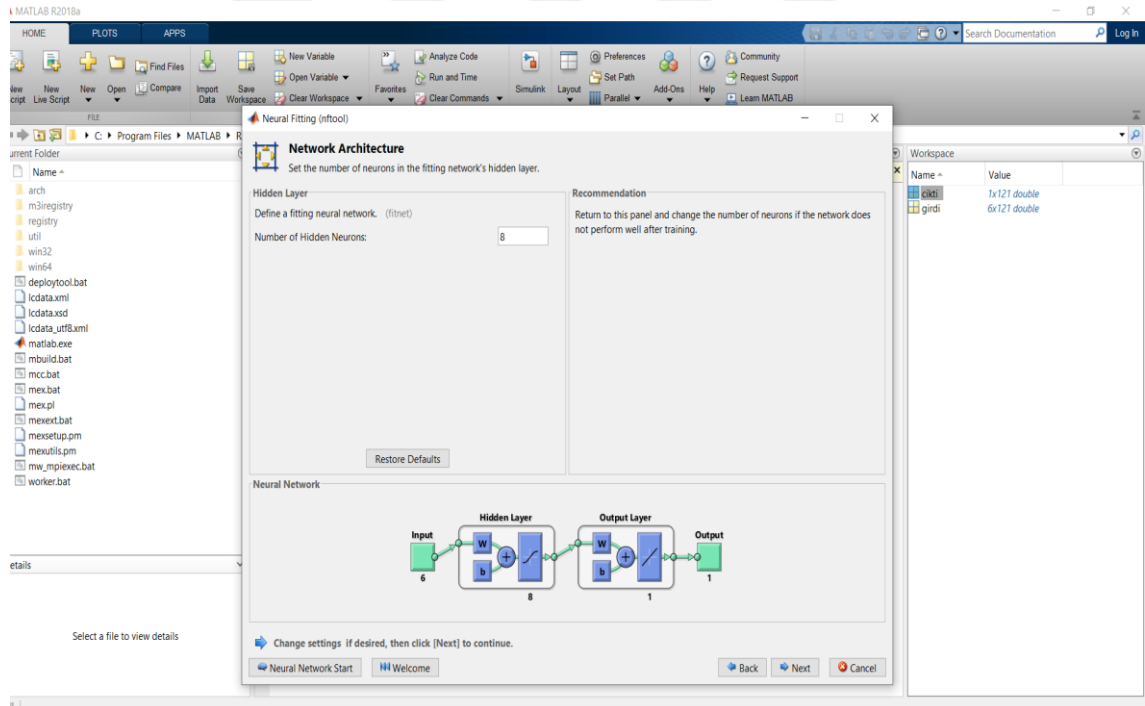 MATLAB R2018a
HOME PLOTS APPS
Search Documentation Log In
New Variable Analyze Code Preferences Community
Find Files Open Variable Run and Time Set Path Request Support
New Script New Live Script New Open Compare Import Data Save Workspace Clear Workspace Favorites Clear Commands Simulink Layout Parallel Add-Ons Help Learn MATLAB
FILE
C: Program Files MATLAB R
Current Folder
Name
arch
m3iregistry
registry
util
win32
win64
deploytool.bat
lcdata.xml
lcdata.xsd
lcdata_utf8.xml
matlab.exe
mbuild.bat
mcc.bat
mex.bat
mex.pl
mexext.bat
mexsetup.pm
mexutils.pm
mw_mpiexec.bat
worker.bat
etails
Select a file to view details
Neural Fitting (nftool)
Network Architecture
Set the number of neurons in the fitting network's hidden layer.
Hidden Layer
Define a fitting neural network. (fitnet)
Number of Hidden Neurons: 8
Restore Defaults
Recommendation
Return to this panel and change the number of neurons if the network does
not perform well after training.
Neural Network
Hidden Layer Output Layer
Input Output
W W
+ +
b b
6 1
8 1
Change settings if desired, then click [Next] to continue.
Neural Network Start Welcome Back Next Cancel
Workspace
Name Value
cikti 1x121 double
girdi 6x121 double